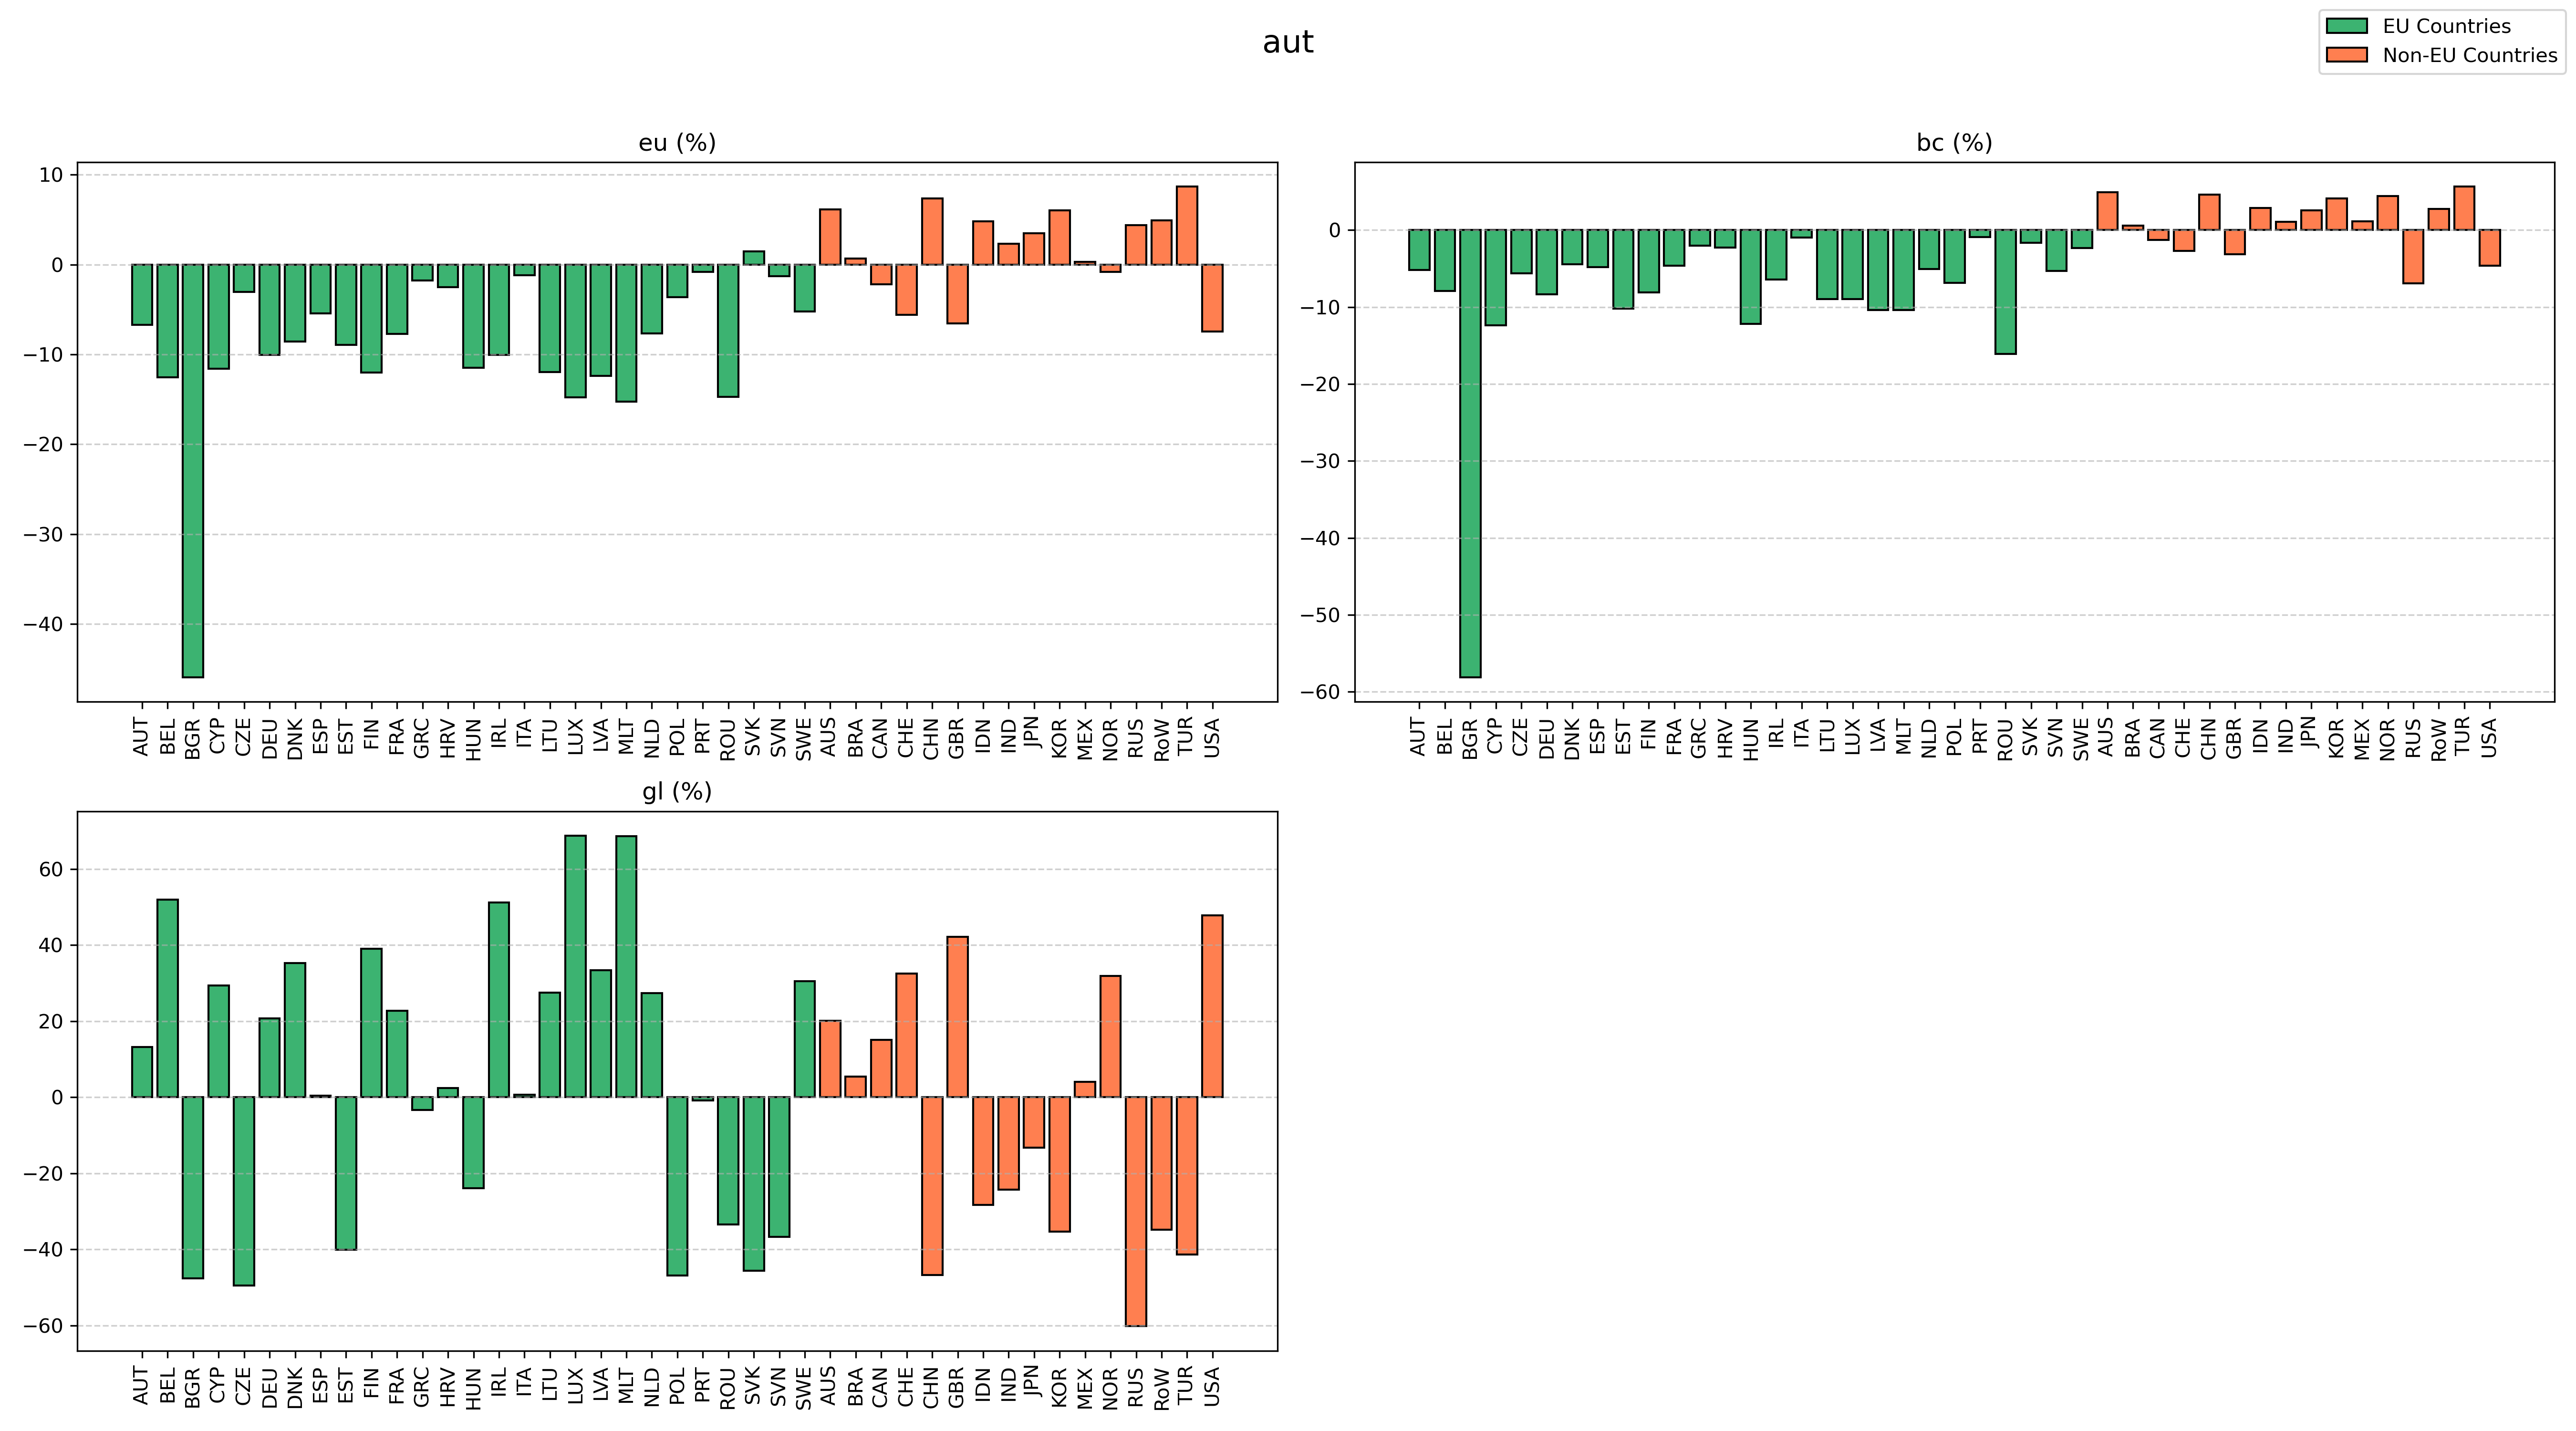 aut
EU Countries
Non-EU Countries
eu (%)
10
0
−10
−20
−30
−40
AUT BEL BGR CYP CZE DEU DNK ESP EST FIN FRA GRC HRV HUN IRL ITA LTU LUX LVA MLT NLD POL PRT ROU SVK SVN SWE AUS BRA CAN CHE CHN GBR IDN IND JPN KOR MEX NOR RUS RoW TUR USA
bc (%)
0
−10
−20
−30
−40
−50
−60
AUT BEL BGR CYP CZE DEU DNK ESP EST FIN FRA GRC HRV HUN IRL ITA LTU LUX LVA MLT NLD POL PRT ROU SVK SVN SWE AUS BRA CAN CHE CHN GBR IDN IND JPN KOR MEX NOR RUS RoW TUR USA
gl (%)
60
40
20
0
−20
−40
−60
AUT BEL BGR CYP CZE DEU DNK ESP EST FIN FRA GRC HRV HUN IRL ITA LTU LUX LVA MLT NLD POL PRT ROU SVK SVN SWE AUS BRA CAN CHE CHN GBR IDN IND JPN KOR MEX NOR RUS RoW TUR USA